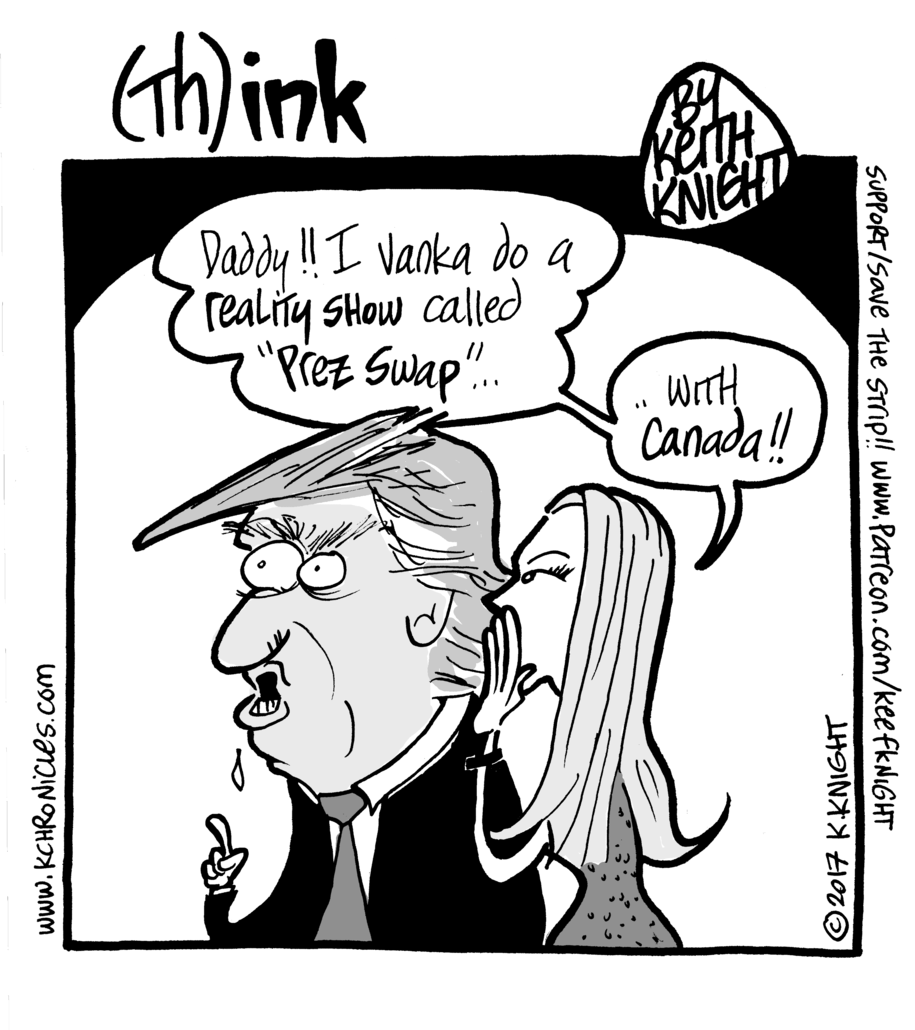 (Th)ink
BY
KEITH
KNIGHT
Daddy!! I vanka do a
reality show called
"Prez Swap"...
.. with
Canada!!
SUPPORT/Save THE STRIP!! www.Patreon.com/keefknight
www.KCHRONICLES.com
©2017 K.KNIGHT